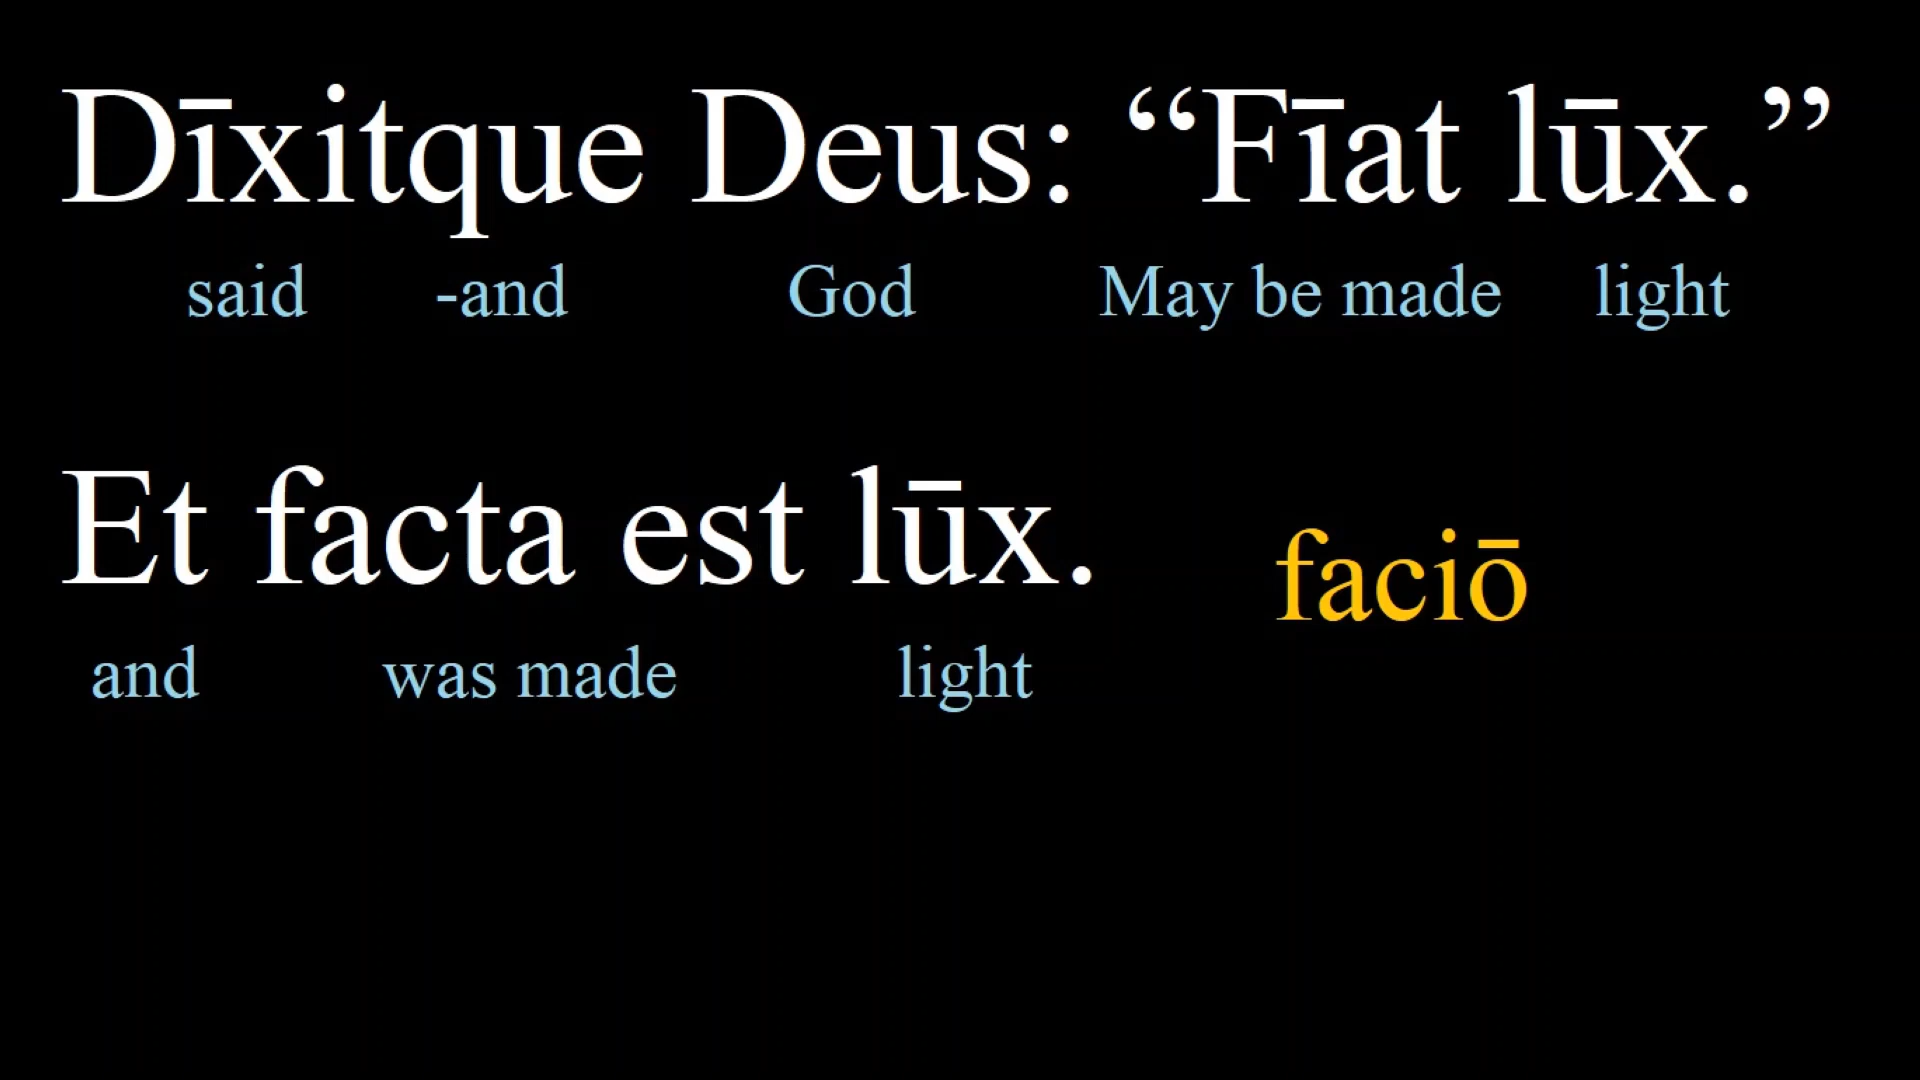 Dīxitque Deus: “Fīat lūx.”
said -and God May be made light
Et facta est lūx.
faciō
and was made light